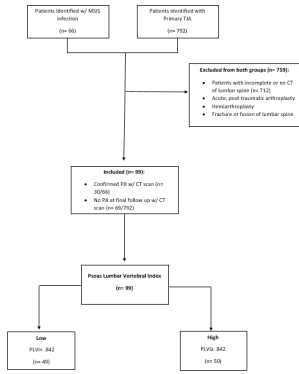 Patients Identified w/ MSIS
infection
(n= 66)
Patients Identified with
Primary TJA
(n= 792)
Excluded from both groups (n= 759):
• Patients with incomplete or no CT
of lumbar spine
(n= 712)
• Acute, post-traumatic arthroplasty
• Hemiarthroplasty
• Fracture or fusion of lumbar spine
Included (n= 99):
• Confirmed PJI w/ CT scan (n=
30/66)
• No PJI at final follow up w/ CT
scan (n= 69/792)
Psoas Lumbar Vertebral Index
(n= 99)
Low
PLVI< .842
(n= 49)
High
PLVI≥ .842
(n= 50)